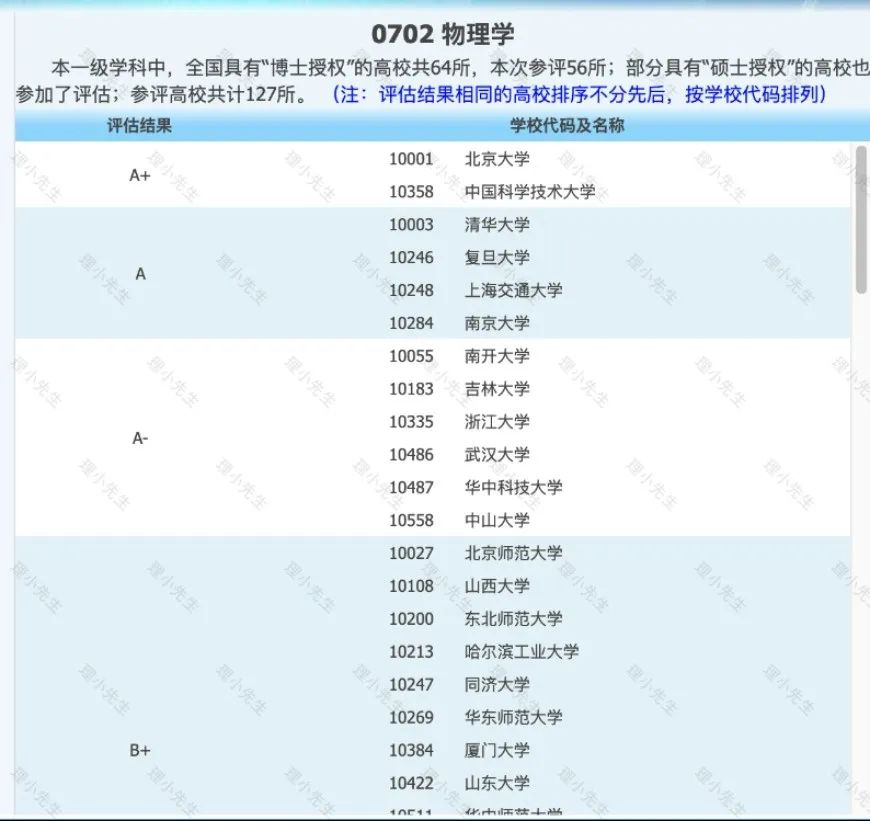 0702 物理学
本一级学科中，全国具有“博士授权”的高校共64所，本次参评56所；部分具有“硕士授权”的高校也
参加了评估；参评高校共计127所。（注：评估结果相同的高校排序不分先后，按学校代码排列）
评估结果 学校代码及名称
A+
10001 北京大学
10358 中国科学技术大学
A
10003 清华大学
10246 复旦大学
10248 上海交通大学
10284 南京大学
A-
10055 南开大学
10183 吉林大学
10335 浙江大学
10486 武汉大学
10487 华中科技大学
10558 中山大学
B+
10027 北京师范大学
10108 山西大学
10200 东北师范大学
10213 哈尔滨工业大学
10247 同济大学
10269 华东师范大学
10384 厦门大学
10422 山东大学
10511 华中师范大学
理小先生